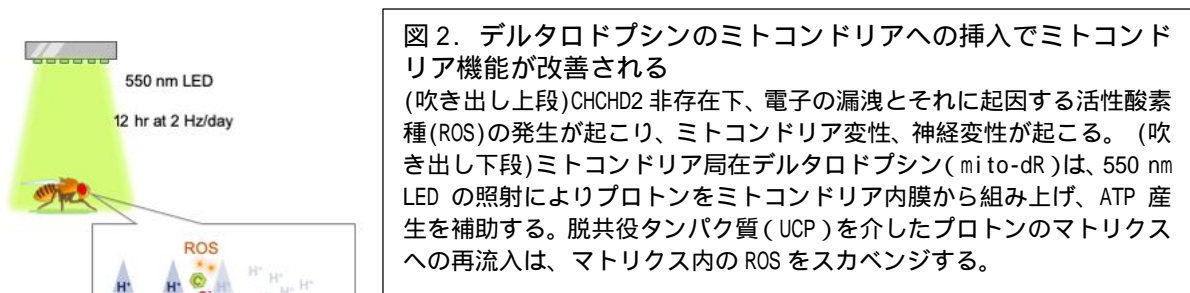 550 nm LED
12 hr at 2 Hz/day
ROS
H⁺ H⁺ C H⁺ H⁺ H⁺ H⁺ H⁺
図 2. デルタロドプシンのミトコンドリアへの挿入でミトコンド
リア機能が改善される
(吹き出し上段)CHCHD2 非存在下、電子の漏洩とそれに起因する活性酸素
種(ROS)の発生が起こり、ミトコンドリア変性、神経変性が起こる。 (吹
き出し下段)ミトコンドリア局在デルタロドプシン(mito-dR)は、550 nm
LED の照射によりプロトンをミトコンドリア内膜から組み上げ、ATP 産
生を補助する。脱共役タンパク質(UCP)を介したプロトンのマトリクス
への再流入は、マトリクス内の ROS をスカベンジする。